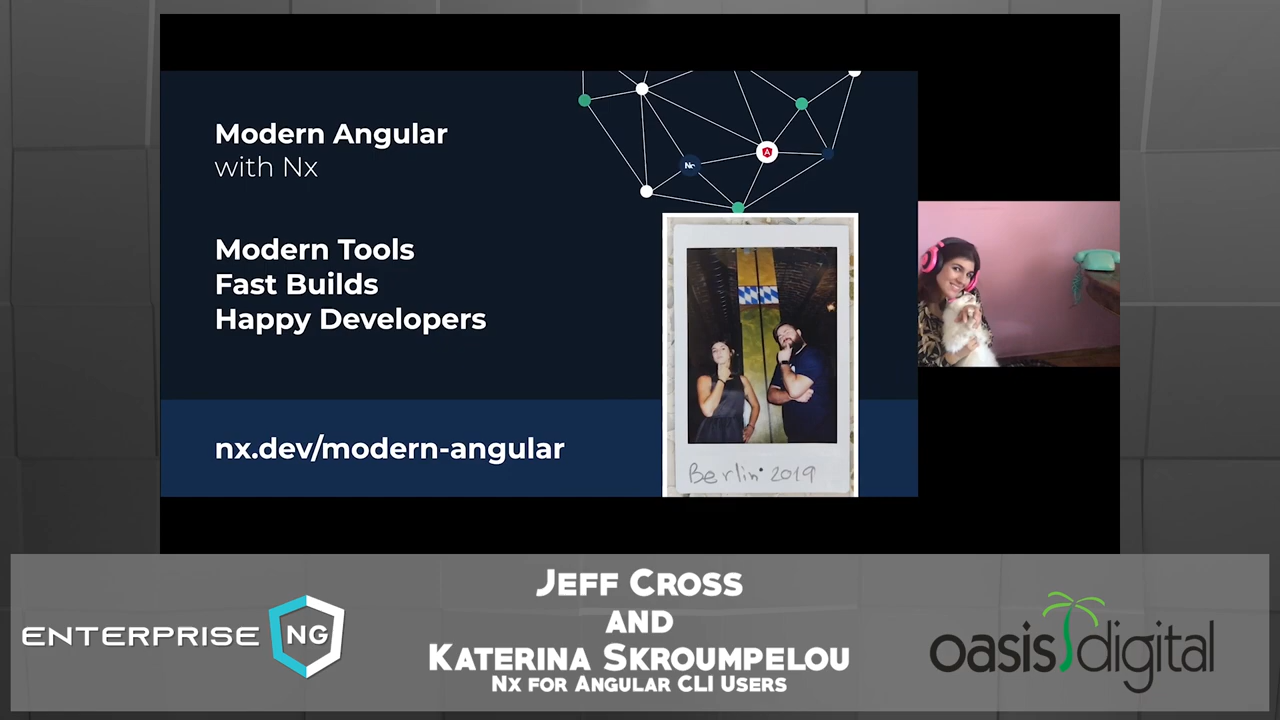 Modern Angular
with Nx
Modern Tools
Fast Builds
Happy Developers
nx.dev/modern-angular
Nx
A
Berlin 2019
ENTERPRISE NG
Jeff Cross
and
Katerina Skroumpelou
Nx for Angular CLI Users
oasis digital